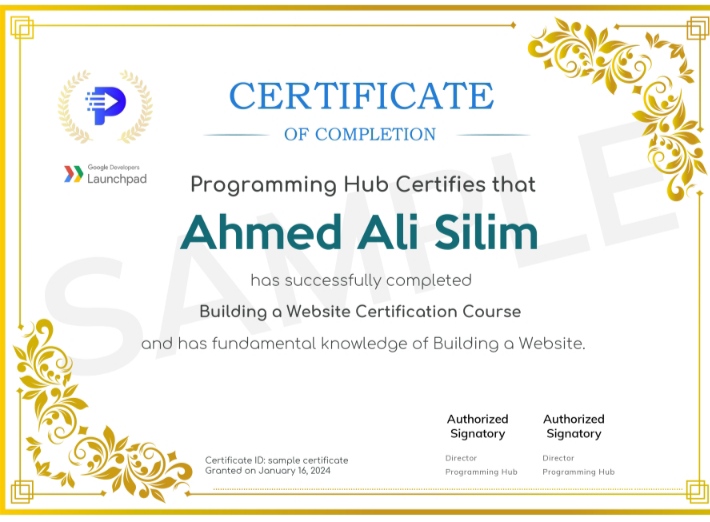 CERTIFICATE
OF COMPLETION
Google Developers
Launchpad
Programming Hub Certifies that
Ahmed Ali Silim
has successfully completed
Building a Website Certification Course
and has fundamental knowledge of Building a Website.
SAMPLE
Authorized Signatory
Authorized Signatory
Director
Programming Hub
Director
Programming Hub
Certificate ID: sample certificate
Granted on January 16, 2024